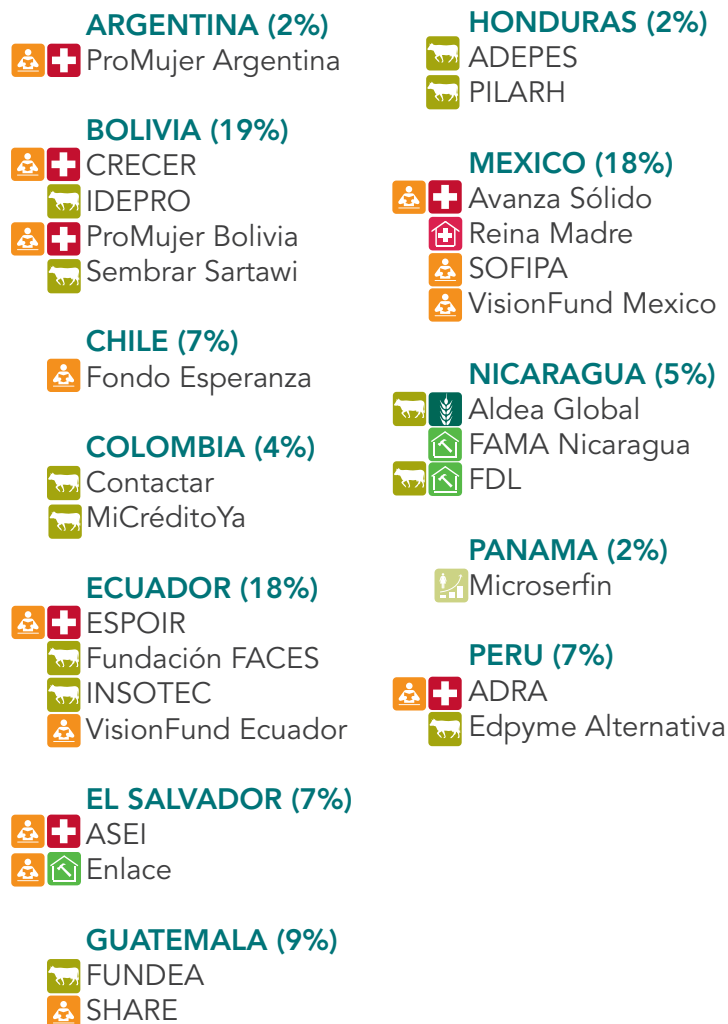 ARGENTINA (2%)
ProMujer Argentina
BOLIVIA (19%)
CRECER
IDEPRO
ProMujer Bolivia
Sembrar Sartawi
CHILE (7%)
Fondo Esperanza
COLOMBIA (4%)
Contactar
MiCréditoYa
ECUADOR (18%)
ESPOIR
Fundación FACES
INSOTEC
VisionFund Ecuador
EL SALVADOR (7%)
ASEI
Enlace
GUATEMALA (9%)
FUNDEA
SHARE
HONDURAS (2%)
ADEPES
PILARH
MEXICO (18%)
Avanza Sólido
Reina Madre
SOFIPA
VisionFund Mexico
NICARAGUA (5%)
Aldea Global
FAMA Nicaragua
FDL
PANAMA (2%)
Microserfin
PERU (7%)
ADRA
Edpyme Alternativa